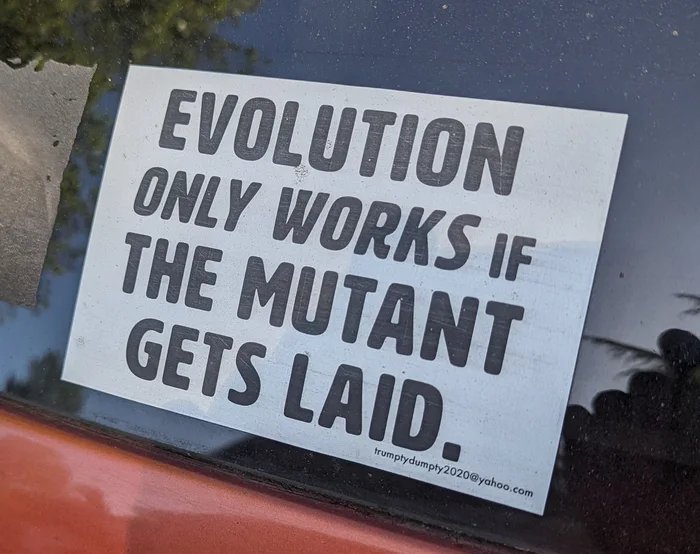 EVOLUTION
ONLY WORKS IF
THE MUTANT
GETS LAID.
trumptydumpty2020@yahoo.com